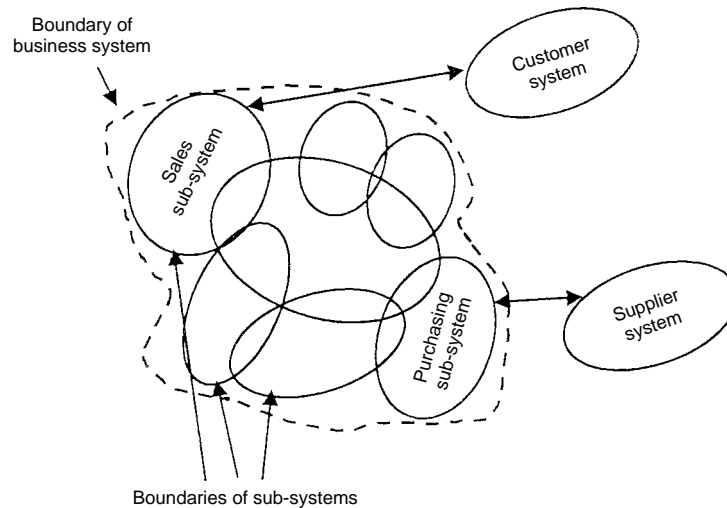 Boundary of
business system
Customer
system
Sales
sub-system
Supplier
system
Purchasing
sub-system
Boundaries of sub-systems